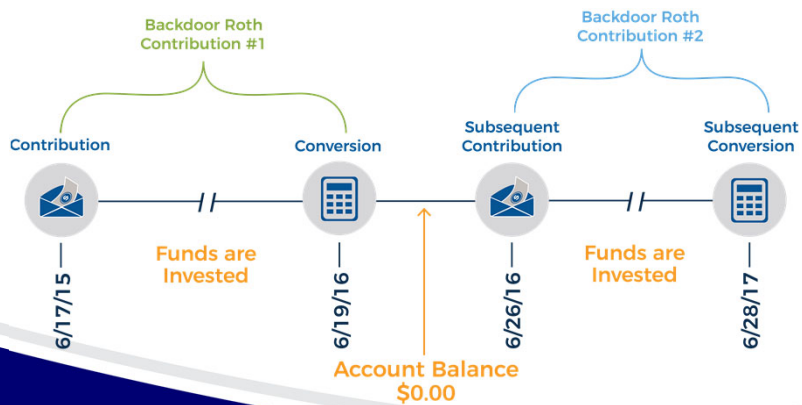 Backdoor Roth
Contribution #1
Backdoor Roth
Contribution #2
Contribution
Conversion
Subsequent
Contribution
Subsequent
Conversion
Funds are
Invested
Funds are
Invested
6/17/15
6/19/16
6/26/16
6/28/17
Account Balance
$0.00